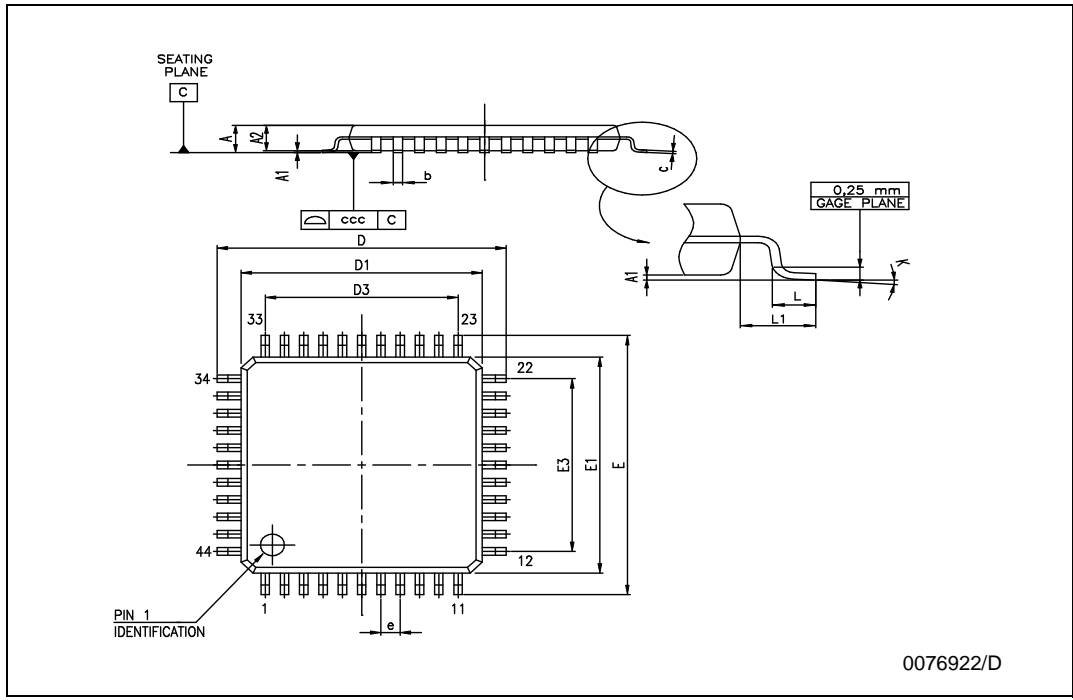 SEATING
PLANE
C
A
A2
A1
b
c
ccc C
0,25 mm
GAGE PLANE
A1
K
L
L1
D
D1
D3
33
23
34
22
E3
E1
E
44
12
1
11
e
PIN 1
IDENTIFICATION
0076922/D